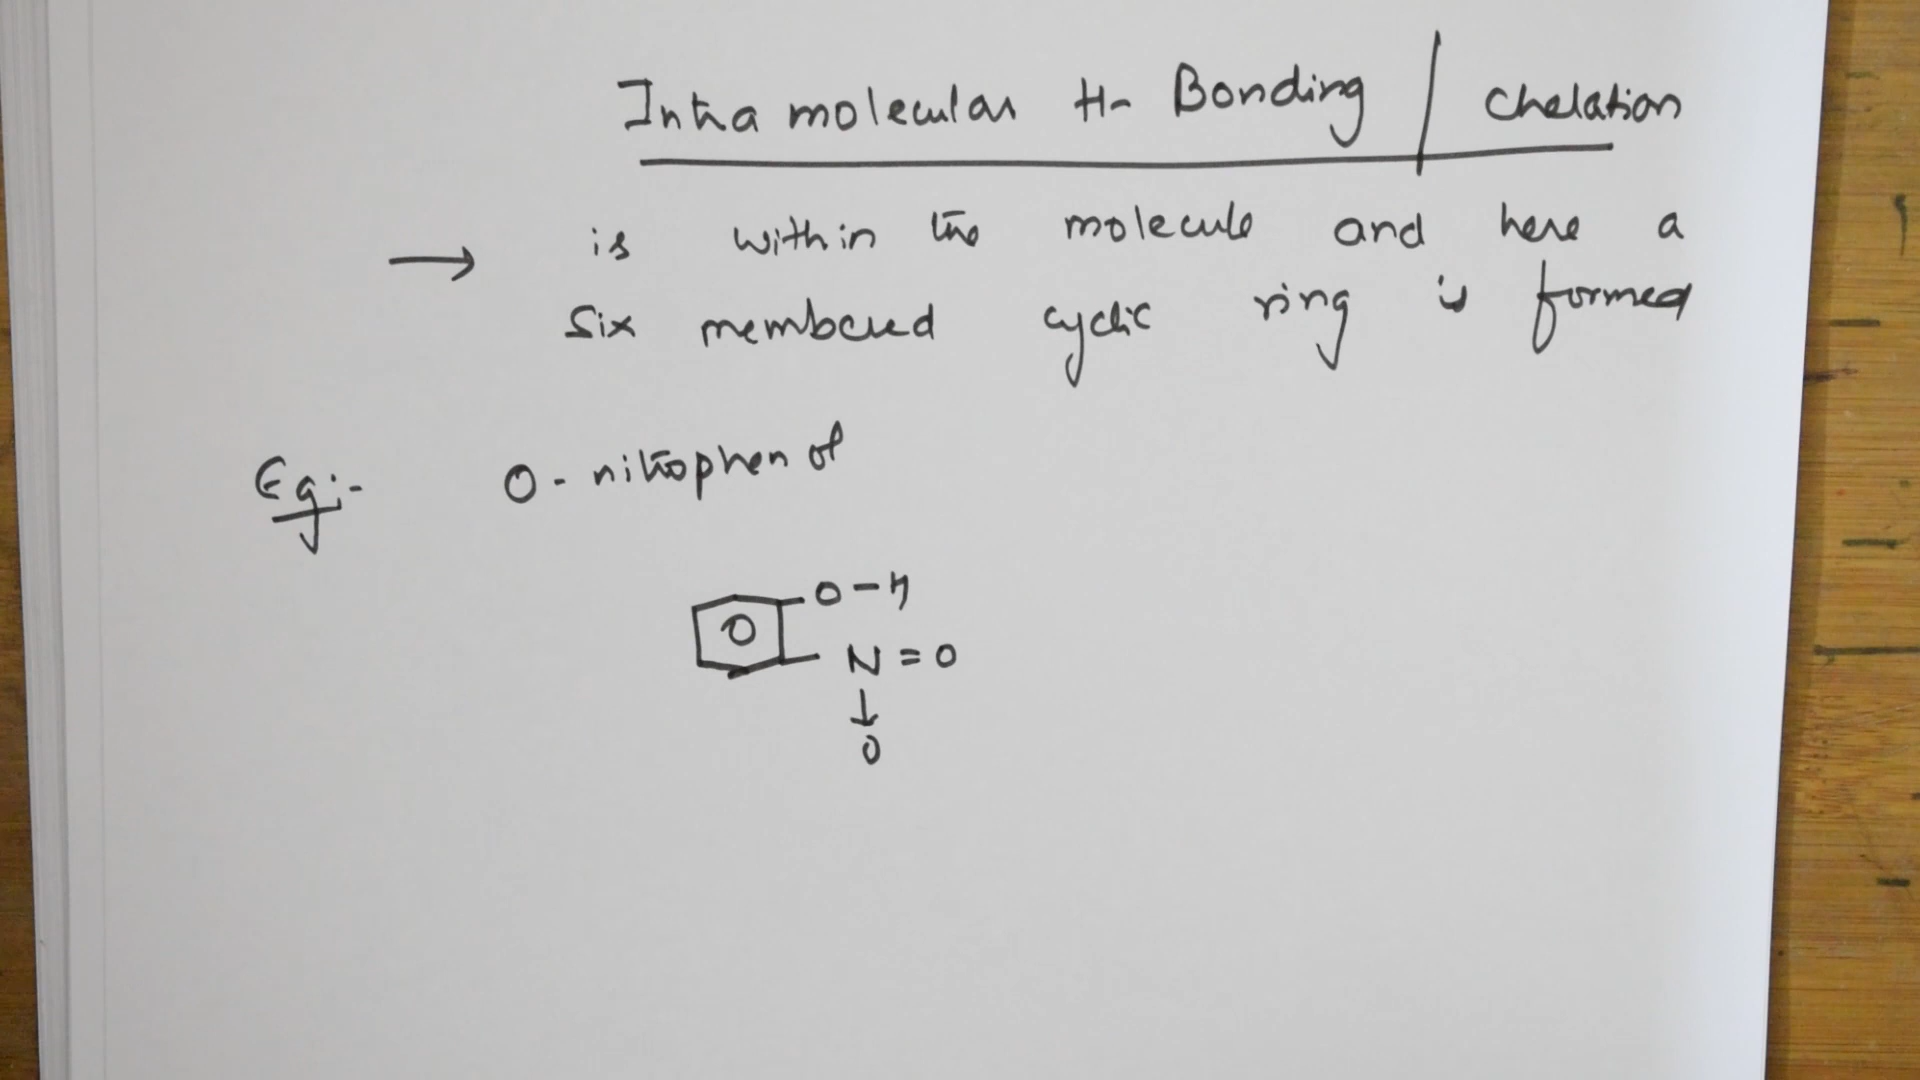 Intra molecular H- Bonding / Chelation
→ is within the molecule and here a
six membered cyclic ring is formed
Eg:- O- nitrophenol
O-H
N=O
↓
O